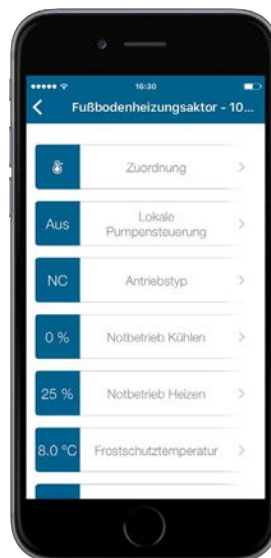 16:30
Fußbodenheizungsaktor - 10...
Zuordnung
Aus
Lokale
Pumpensteuerung
NC
Antriebstyp
0 %
Notbetrieb Kühlen
25 %
Notbetrieb Heizen
8.0 °C
Frostschutztemperatur